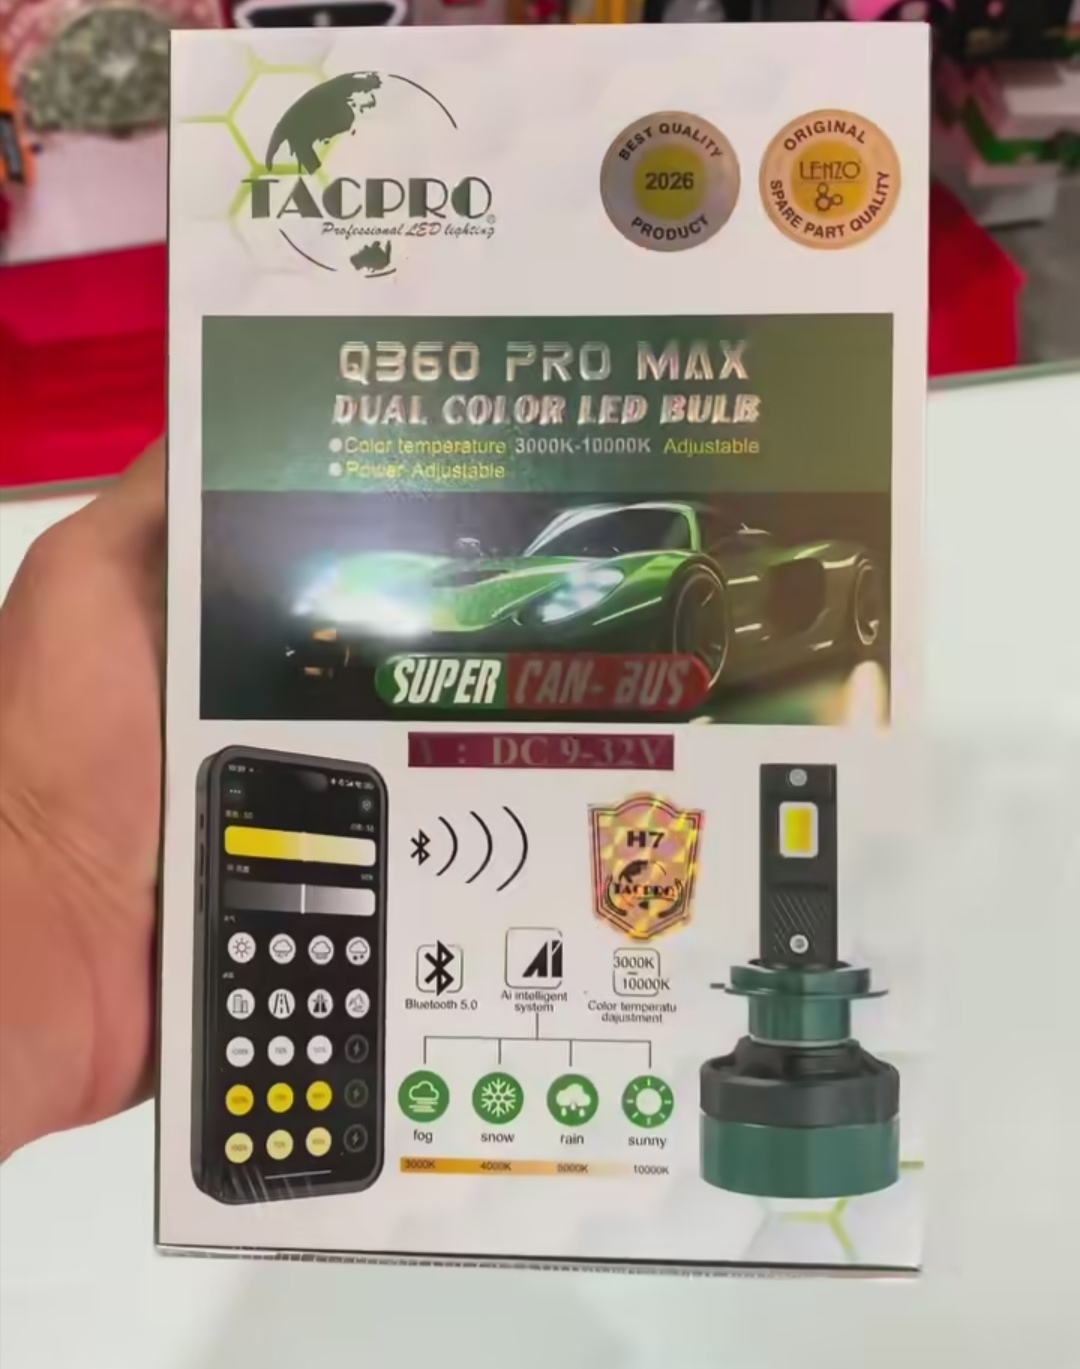 TACPRO®
Professional LED lighting
BEST QUALITY
2026
PRODUCT
ORIGINAL
LENZO
SPARE PART QUALITY
Q360 PRO MAX
DUAL COLOR LED BULB
Color temperature 3000K-10000K Adjustable
Power Adjustable
SUPER CAN-BUS
V : DC 9-32V
H7
TACPRO
Bluetooth 5.0
Ai
Ai intelligent
system
3000K
10000K
Color temperatu
dajustment
fog
snow
rain
sunny
3000K
4000K
5000K
10000K